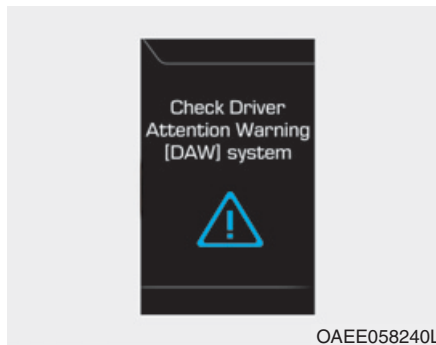 Check Driver
Attention Warning
(DAW) system
OAEE058240L